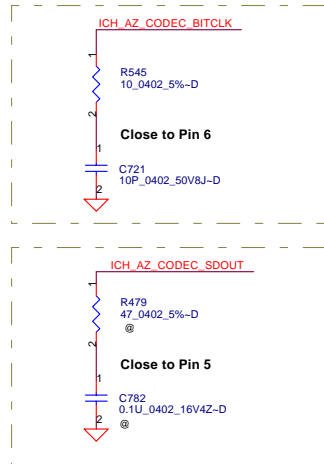 ICH_AZ_CODEC_BITCLK
1
R545
10_0402_5%~D
2
Close to Pin 6
1
C721
10P_0402_50V8J~D
2
ICH_AZ_CODEC_SDOUT
1
R479
47_0402_5%~D
@
2
Close to Pin 5
1
C782
0.1U_0402_16V4Z~D
2
@